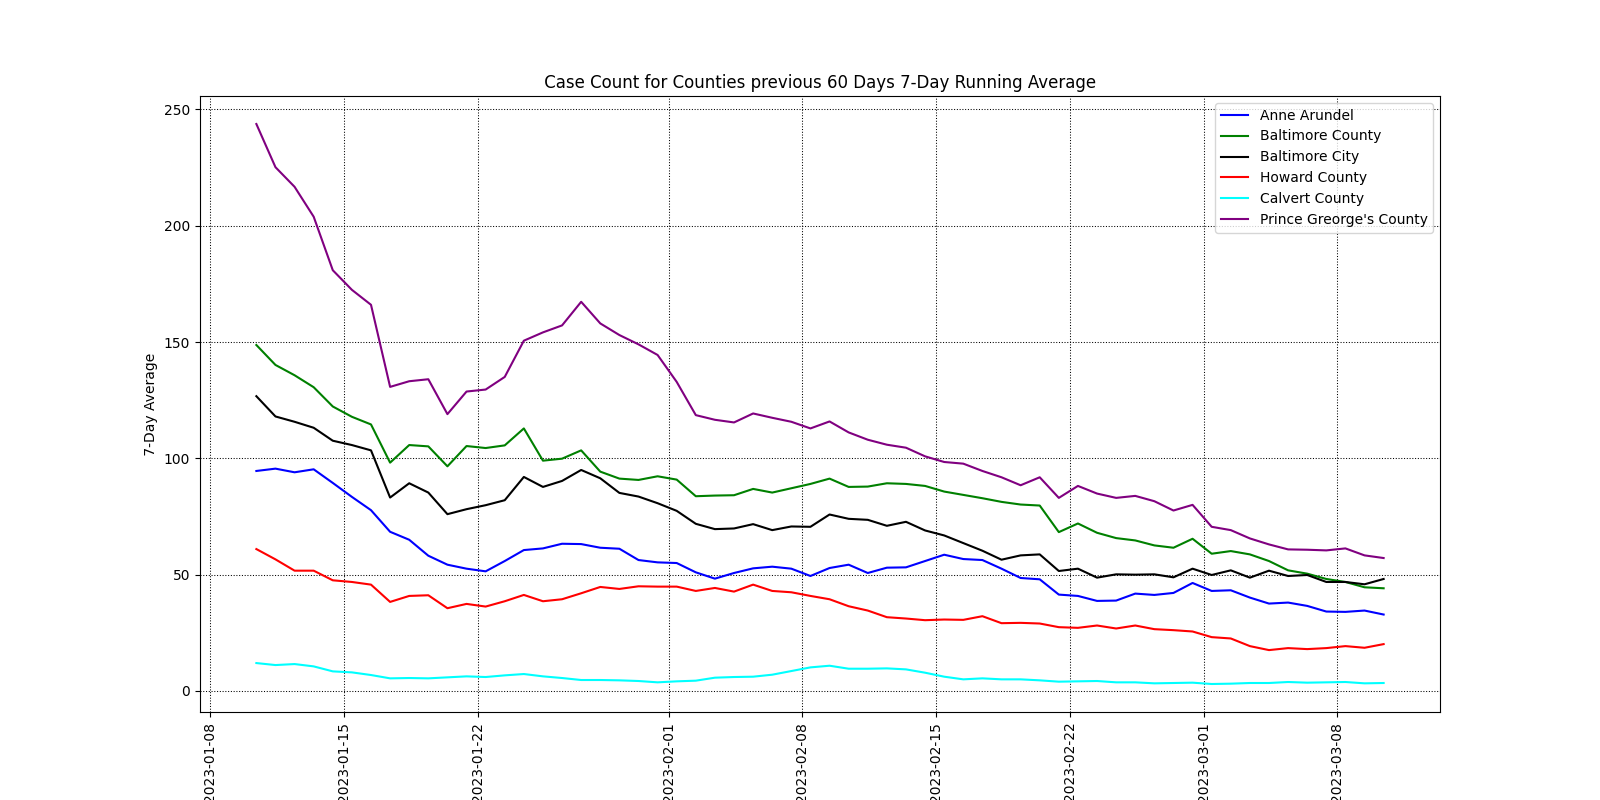 Case Count for Counties previous 60 Days 7-Day Running Average
250
200
150
100
50
0
7-Day Average
Anne Arundel
Baltimore County
Baltimore City
Howard County
Calvert County
Prince Greorge's County
2023-01-08
2023-01-15
2023-01-22
2023-02-01
2023-02-08
2023-02-15
2023-02-22
2023-03-01
2023-03-08